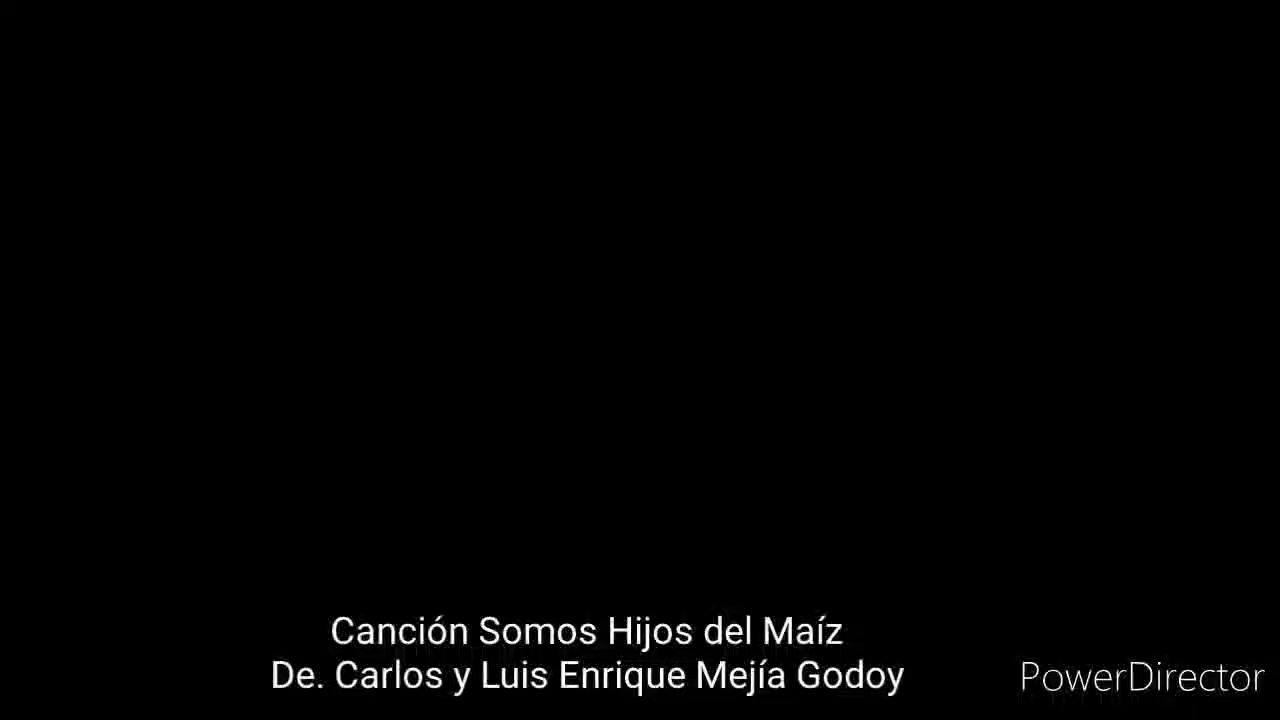 Canción Somos Hijos del Maíz
De. Carlos y Luis Enrique Mejía Godoy
PowerDirector